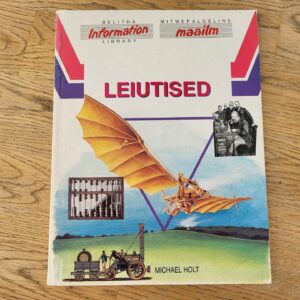 BELITHA
Information
LIBRARY
MITMEPALGELINE
maailm
LEIUTISED
MICHAEL HOLT